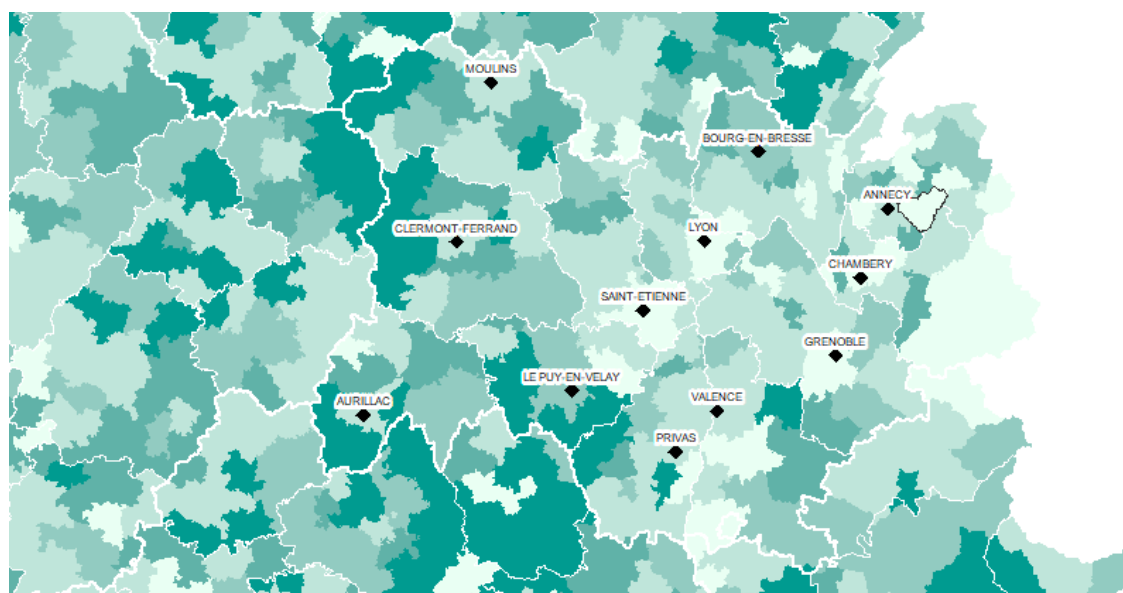 MOULINS
BOURG-EN-BRESSE
ANNECY
CLERMONT-FERRAND
LYON
CHAMBERY
SAINT-ETIENNE
GRENOBLE
LE PUY-EN-VELAY
AURILLAC
VALENCE
PRIVAS